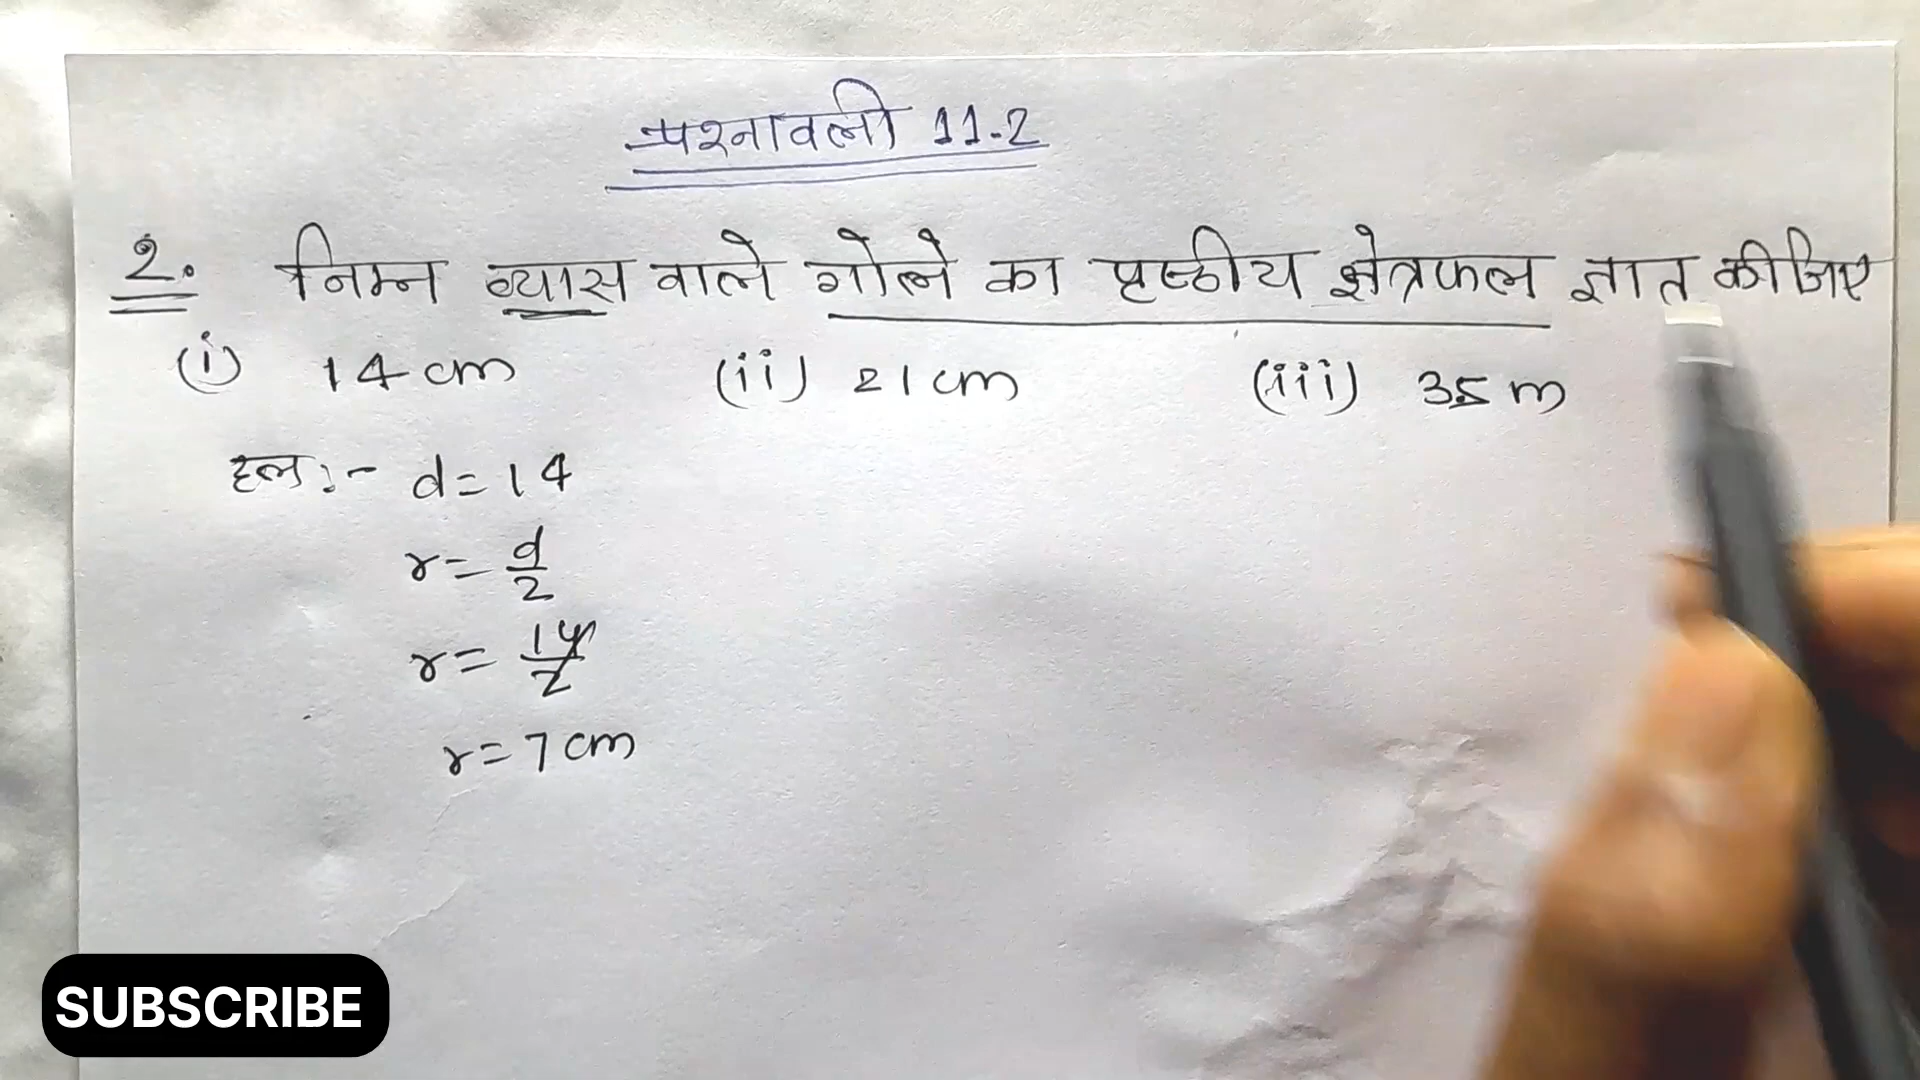 प्रश्नावली 11.2
2. निम्न व्यास वाले गोले का पृष्ठीय क्षेत्रफल ज्ञात कीजिए
(i) 14 cm (ii) 21 cm (iii) 3.5 m
हल :- d = 14
r = d/2
r = 14/2
r = 7 cm
SUBSCRIBE